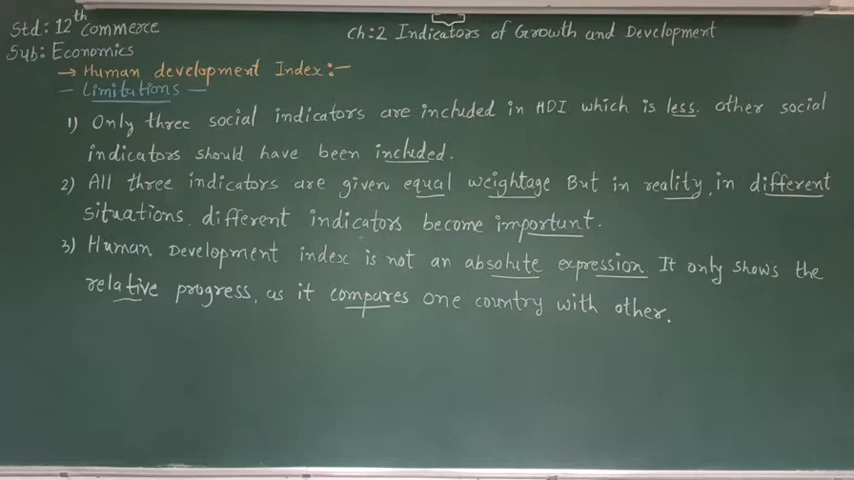 Std: 12th Commerce
Ch:2 Indicators of Growth and Development
Sub: Economics
→ Human development Index:-
- Limitations -
1) Only three social indicators are included in HDI which is less. other social
indicators should have been included.
2) All three indicators are given equal weightage But in reality, in different
situations, different indicators become important.
3) Human Development index is not an absolute expression. It only shows the
relative progress, as it compares one country with other.